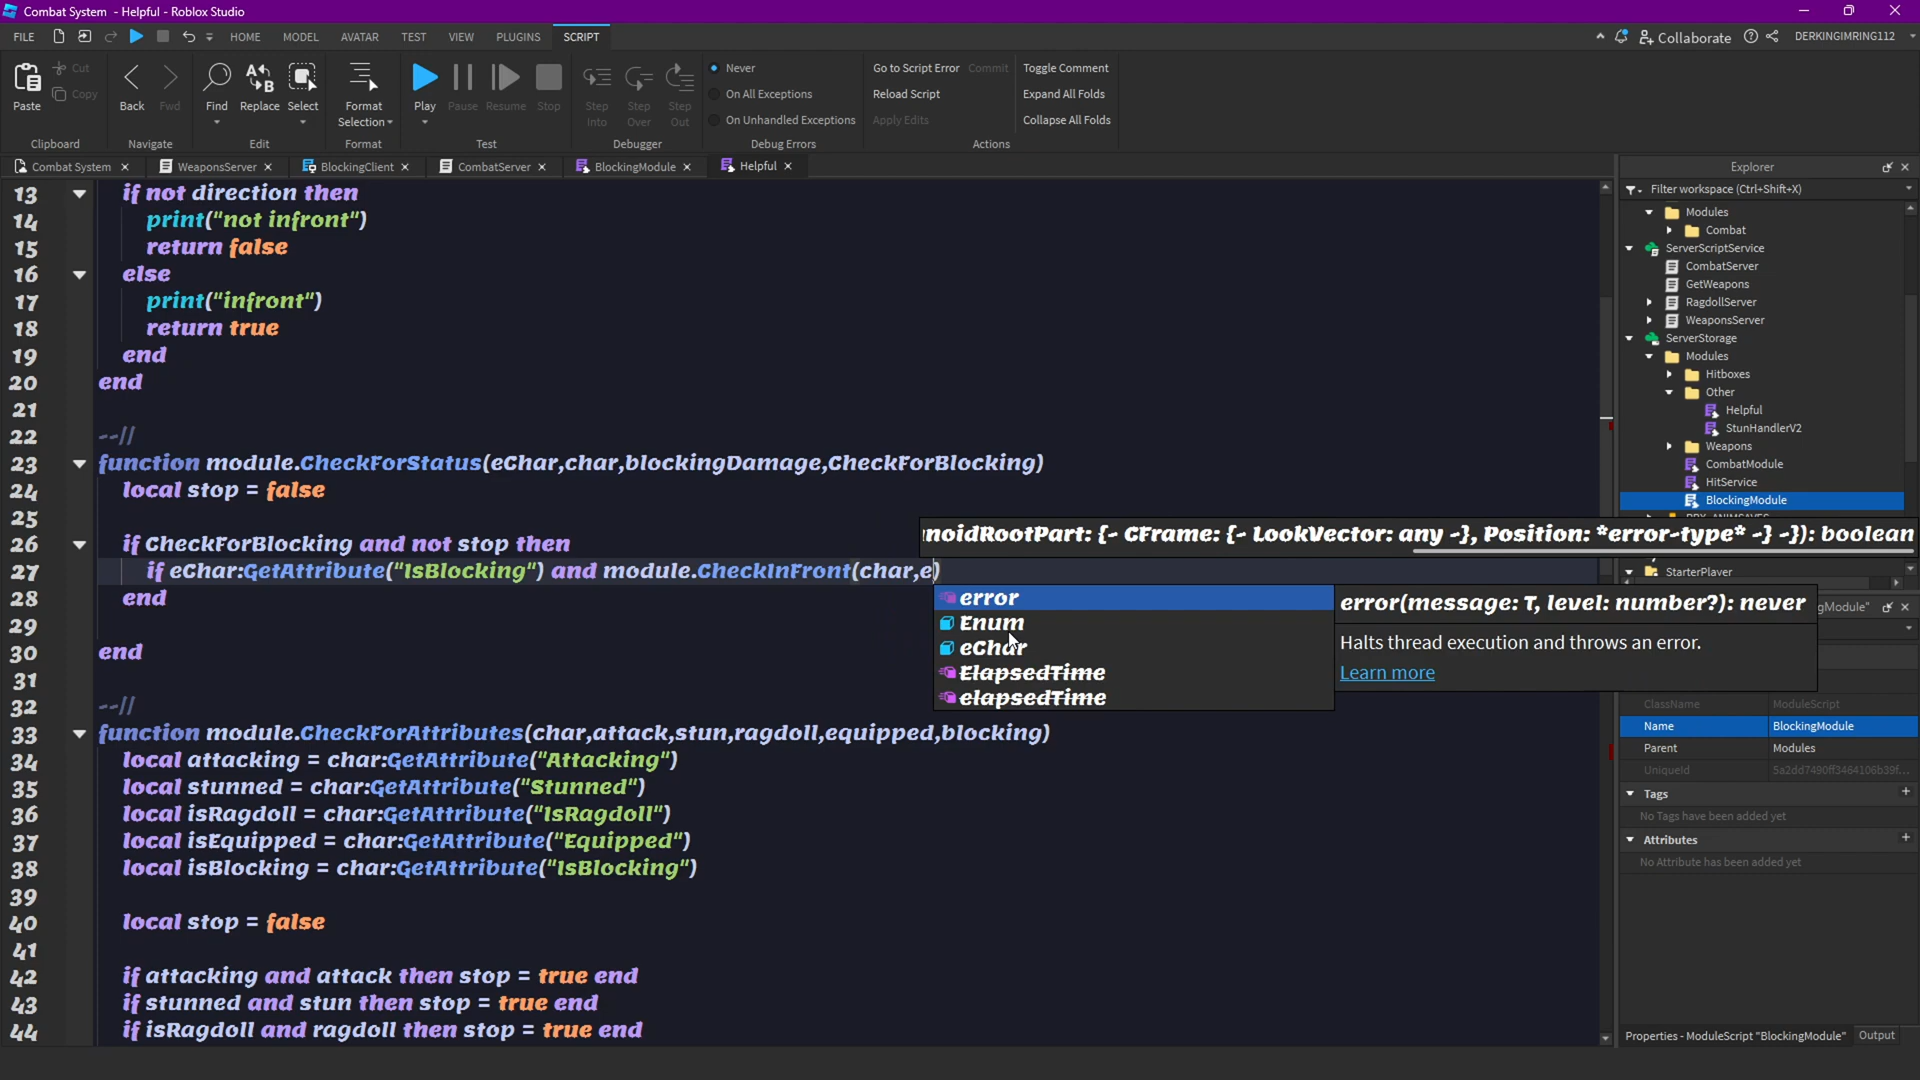 Combat System - Helpful - Roblox Studio
FILE HOME MODEL AVATAR TEST VIEW PLUGINS SCRIPT Collaborate DERKINGIMRING112
Paste Cut Copy Back Fwd Find Replace Select Format Selection Play Pause Resume Stop Step Into Step Over Step Out
Never
On All Exceptions
On Unhandled Exceptions
Go to Script Error Commit
Reload Script
Apply Edits
Toggle Comment
Expand All Folds
Collapse All Folds
Clipboard Navigate Edit Format Test Debugger Debug Errors Actions
Combat System WeaponsServer BlockingClient CombatServer BlockingModule Helpful
13 if not direction then
14 print("not infront")
15 return false
16 else
17 print("infront")
18 return true
19 end
20 end
21
22 --//
23 function module.CheckForStatus(eChar,char,blockingDamage,CheckForBlocking)
24 local stop = false
25
26 if CheckForBlocking and not stop then
27 if eChar:GetAttribute("IsBlocking") and module.CheckInFront(char,e)
28 end
29
30 end
31
32 --//
33 function module.CheckForAttributes(char,attack,stun,ragdoll,equipped,blocking)
34 local attacking = char:GetAttribute("Attacking")
35 local stunned = char:GetAttribute("Stunned")
36 local isRagdoll = char:GetAttribute("IsRagdoll")
37 local isEquipped = char:GetAttribute("Equipped")
38 local isBlocking = char:GetAttribute("IsBlocking")
39
40 local stop = false
41
42 if attacking and attack then stop = true end
43 if stunned and stun then stop = true end
44 if isRagdoll and ragdoll then stop = true end
noidRootPart: {- CFrame: {- LookVector: any -}, Position: *error-type* -} -}): boolean
error
Enum
eChar
ElapsedTime
elapsedTime
error(message: T, level: number?): never
Halts thread execution and throws an error.
Learn more
Explorer
Filter workspace (Ctrl+Shift+X)
Modules
Combat
ServerScriptService
CombatServer
GetWeapons
RagdollServer
WeaponsServer
ServerStorage
Modules
Hitboxes
Other
Helpful
StunHandlerV2
Weapons
CombatModule
HitService
BlockingModule
StarterPlayer
gModule"
ClassName ModuleScript
Name BlockingModule
Parent Modules
UniqueId
Tags
No Tags have been added yet
Attributes
No Attribute has been added yet
Properties - ModuleScript "BlockingModule" Output